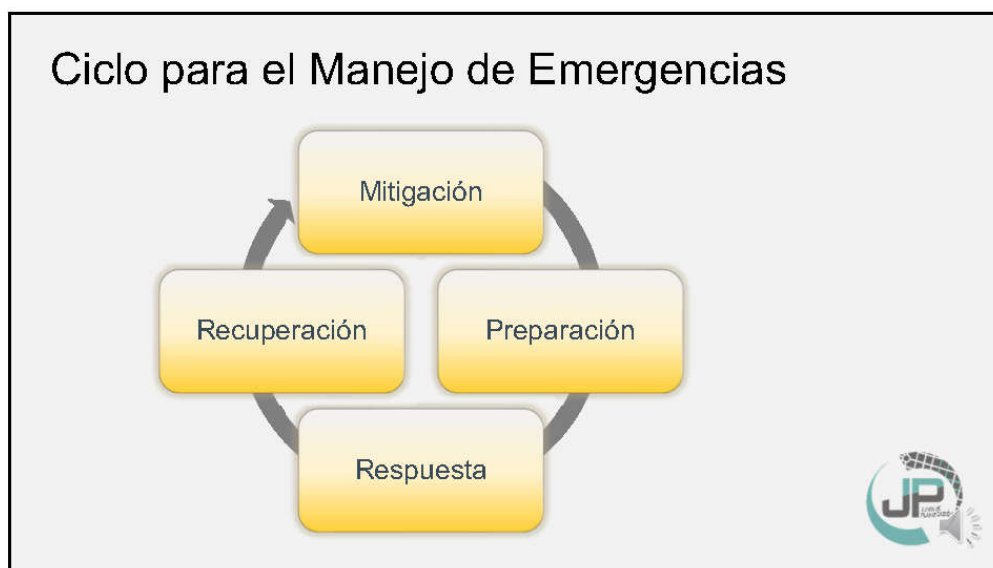 Ciclo para el Manejo de Emergencias
Mitigación
Recuperación
Preparación
Respuesta
JP